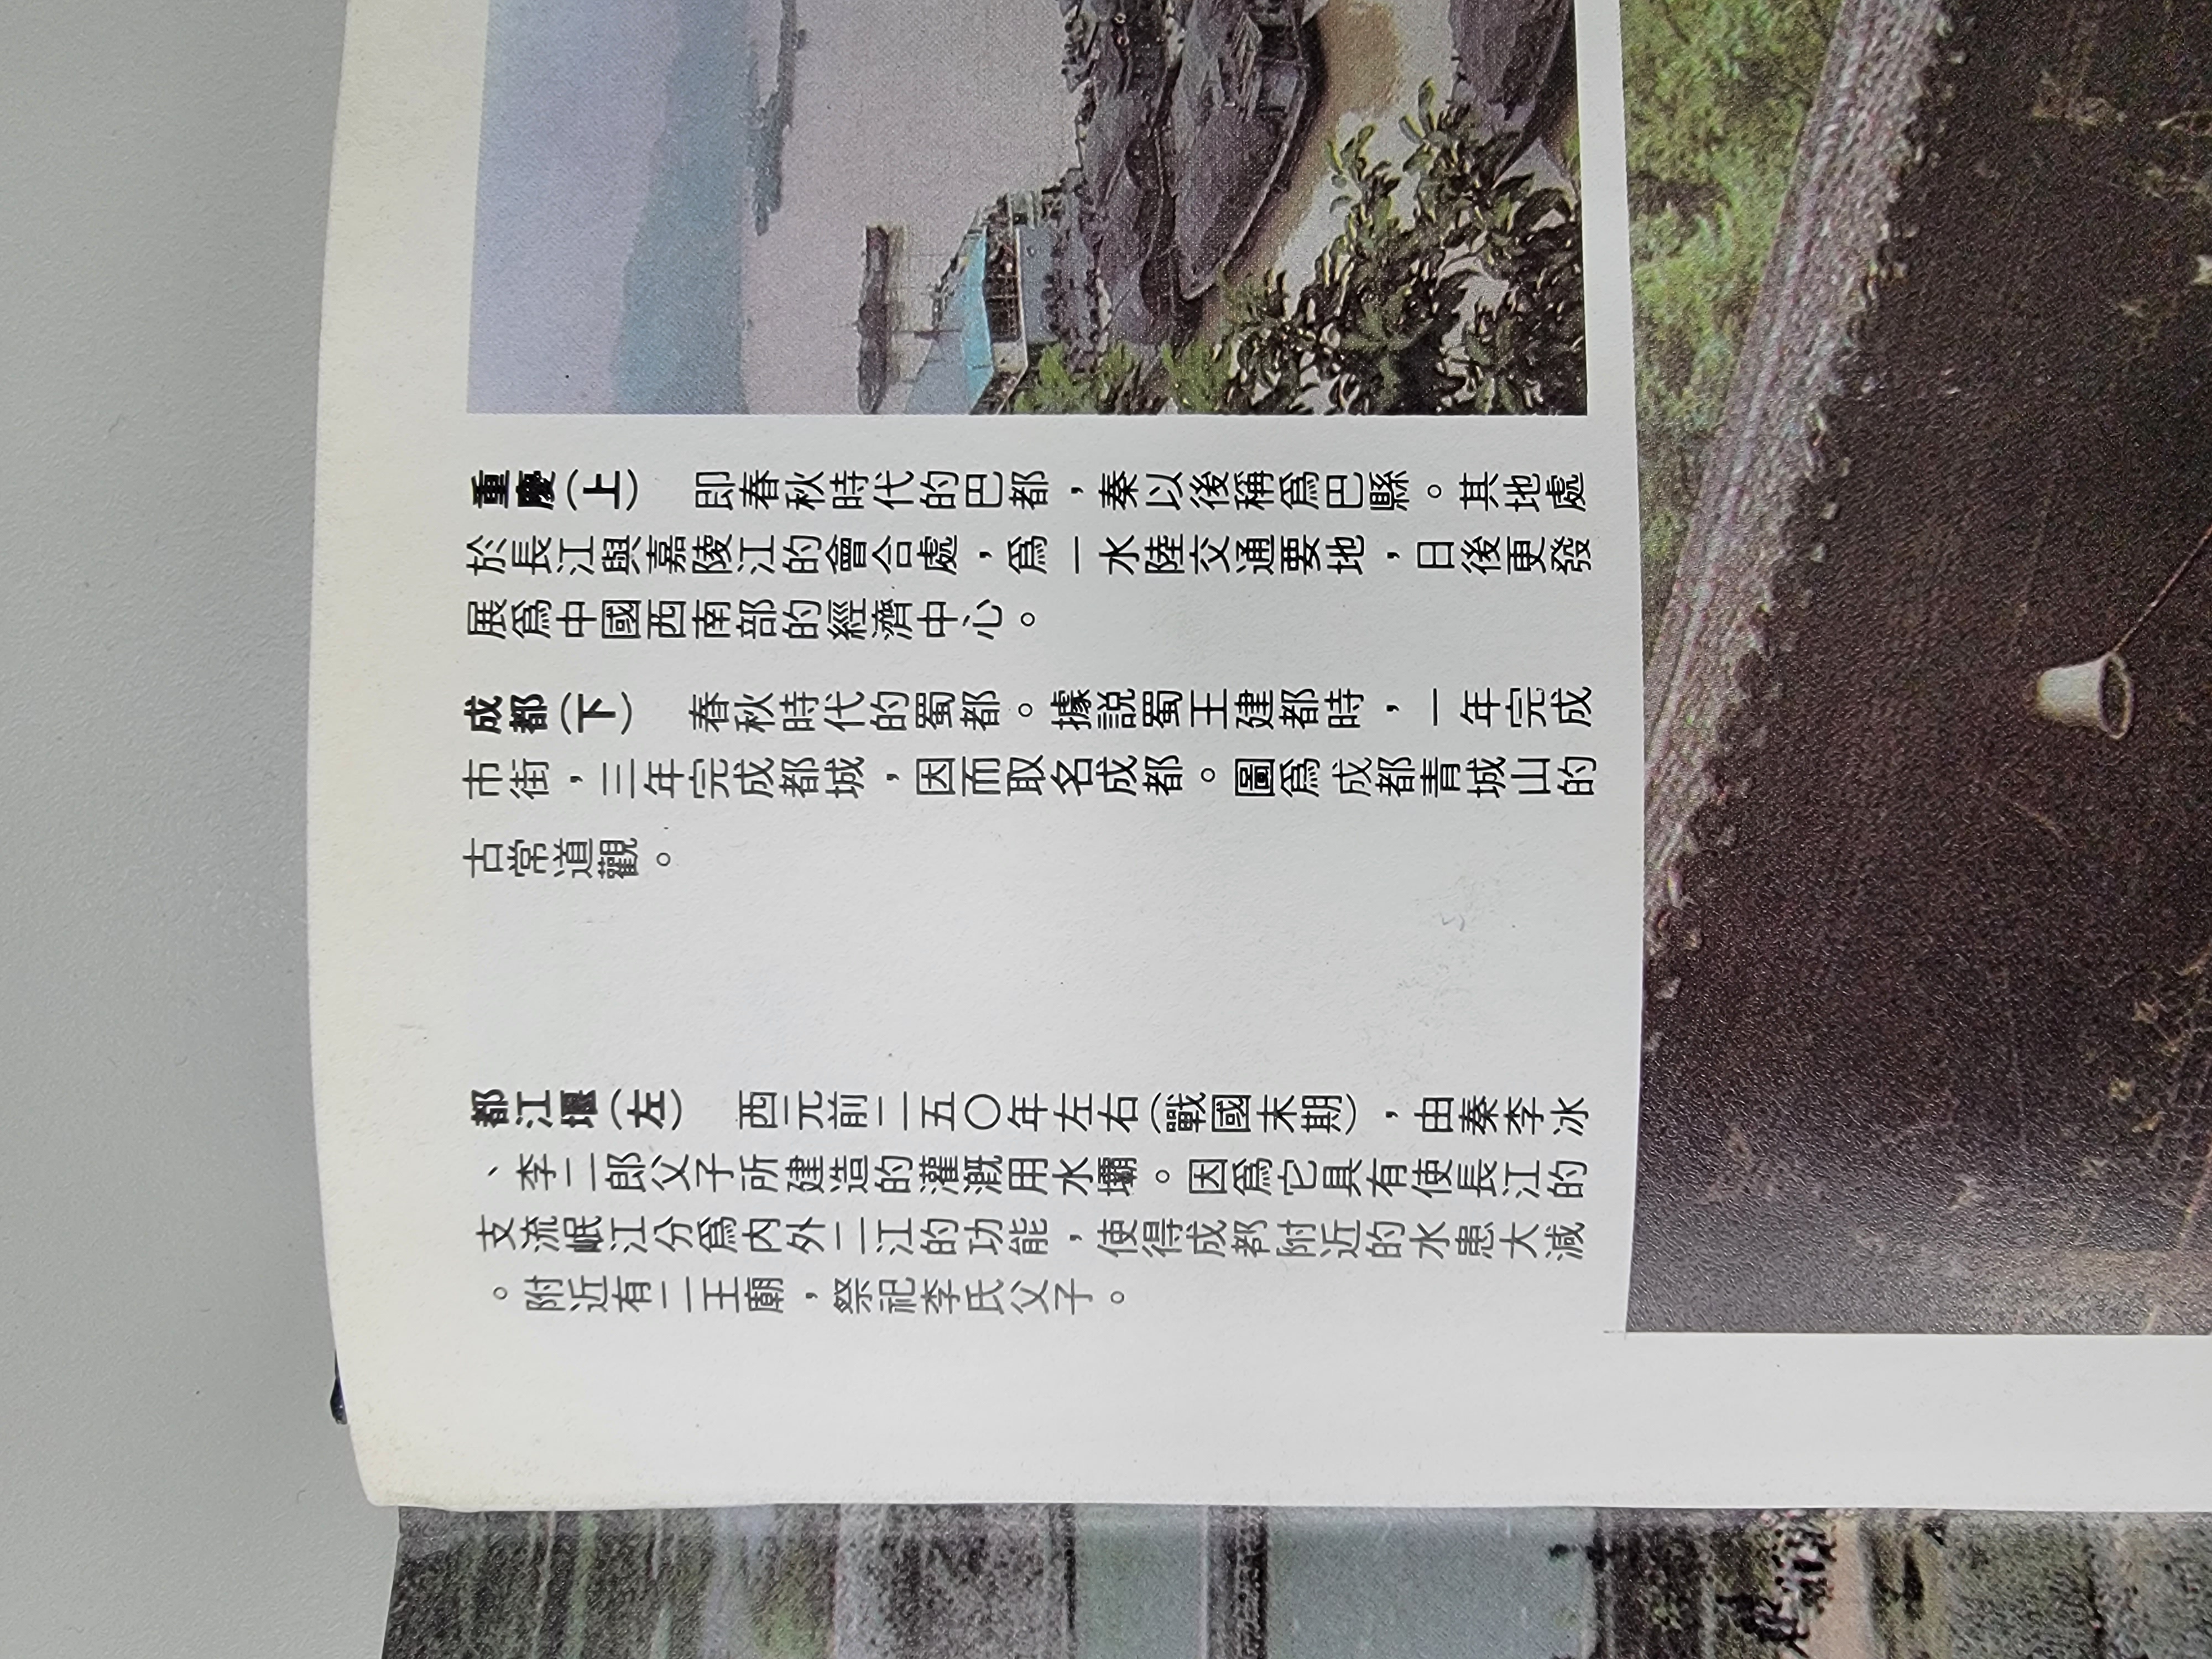 重慶(上)　即春秋時代的巴都，秦以後稱爲巴縣。其地處
於長江與嘉陵江的會合處，爲一水陸交通要地，日後更發
展爲中國西南部的經濟中心。
成都(下)　春秋時代的蜀都。據説蜀王建都時，一年完成
市街，三年完成都城，因而取名成都。圖爲成都青城山的
古常道觀。
都江堰(左)　西元前二五〇年左右(戰國末期)，由秦李冰
、李二郎父子所建造的灌漑用水壩。因爲它具有使長江的
支流岷江分爲内外二江的功能，使得成都附近的水患大減
。附近有二王廟，祭祀李氏父子。